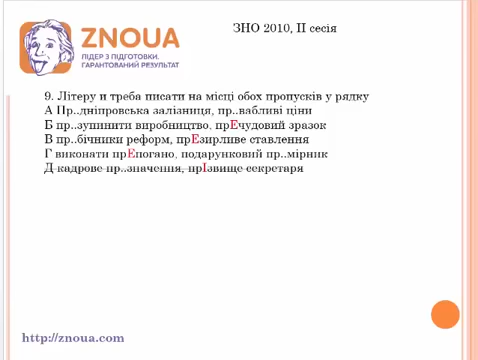 ZNOUA
ЛІДЕР З ПІДГОТОВКИ.
ГАРАНТОВАНИЙ РЕЗУЛЬТАТ
ЗНО 2010, ІІ сесія
9. Літеру и треба писати на місці обох пропусків у рядку
А Пр..дніпровська залізниця, пр..вабливі ціни
Б пр..зупинити виробництво, прЕчудовий зразок
В пр..бічники реформ, прЕзирливе ставлення
Г виконати прЕпогано, подарунковий пр..мірник
Д кадрове пр..значення, прІзвище секретаря
http://znoua.com